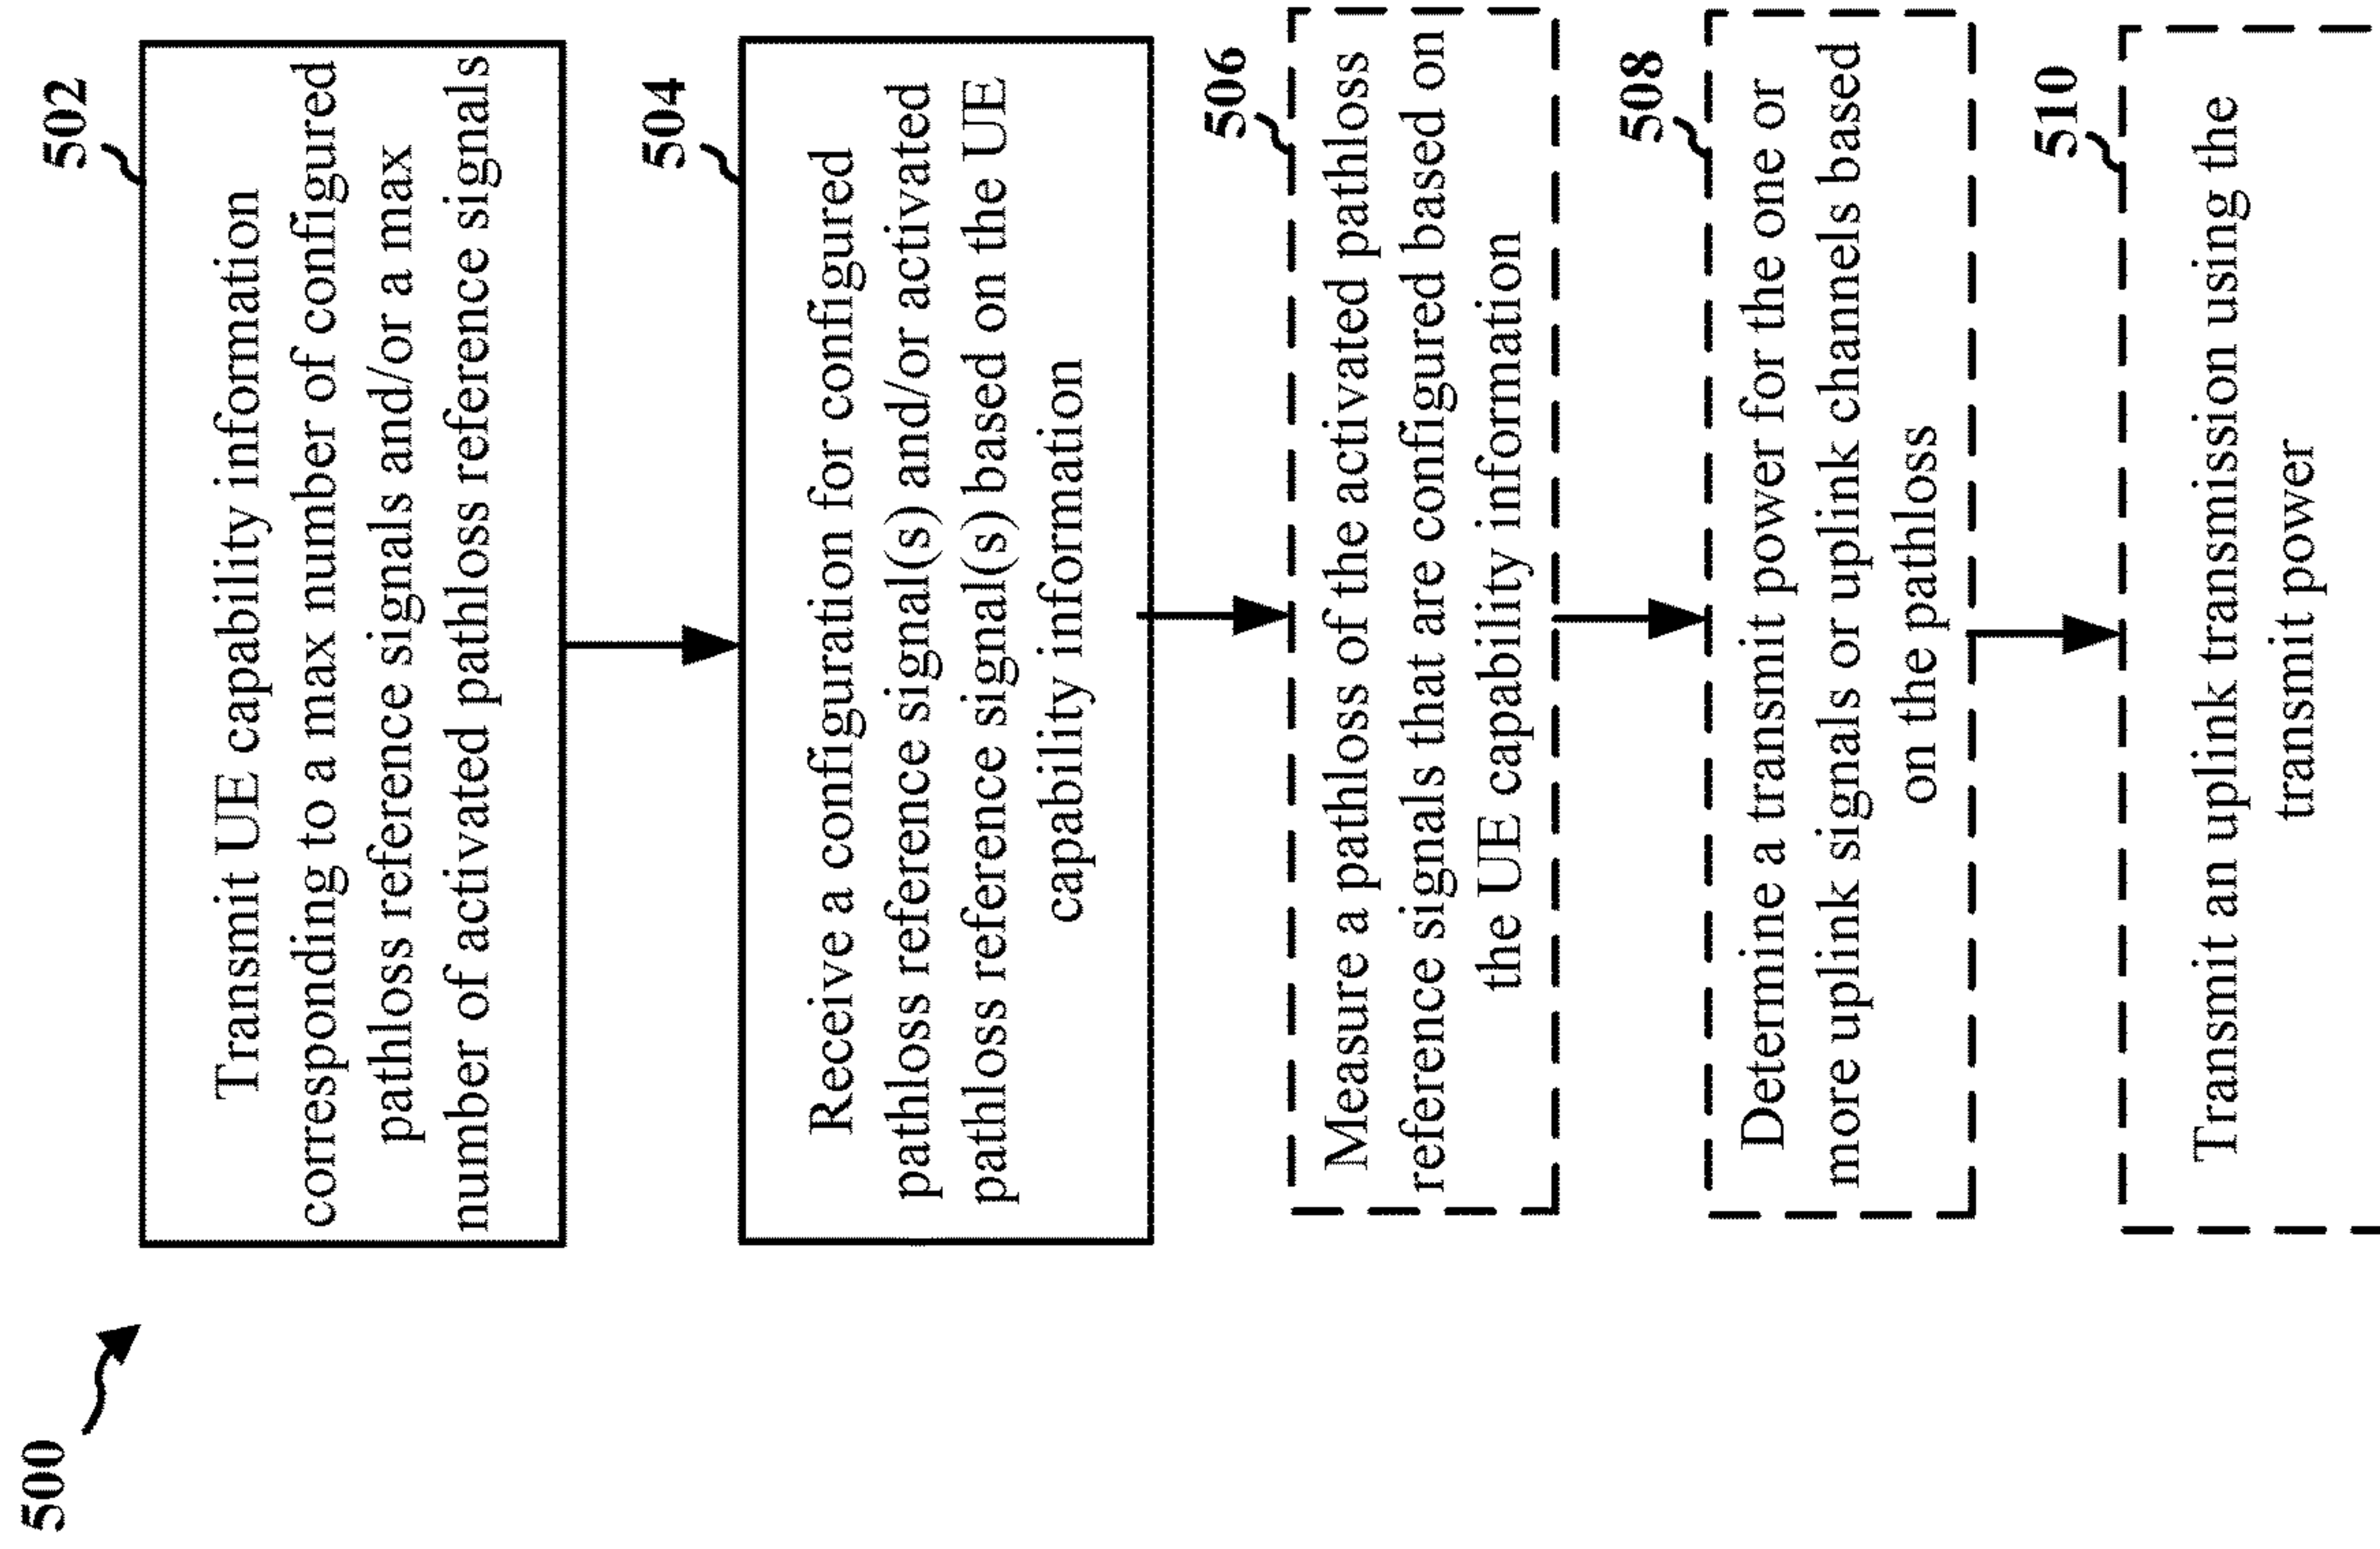 500
502
Transmit UE capability information
corresponding to a max number of configured
pathloss reference signals and/or a max
number of activated pathloss reference signals
504
Receive a configuration for configured
pathloss reference signal(s) and/or activated
pathloss reference signal(s) based on the UE
capability information
506
Measure a pathloss of the activated pathloss
reference signals that are configured based on
the UE capability information
508
Determine a transmit power for the one or
more uplink signals or uplink channels based
on the pathloss
510
Transmit an uplink transmission using the
transmit power